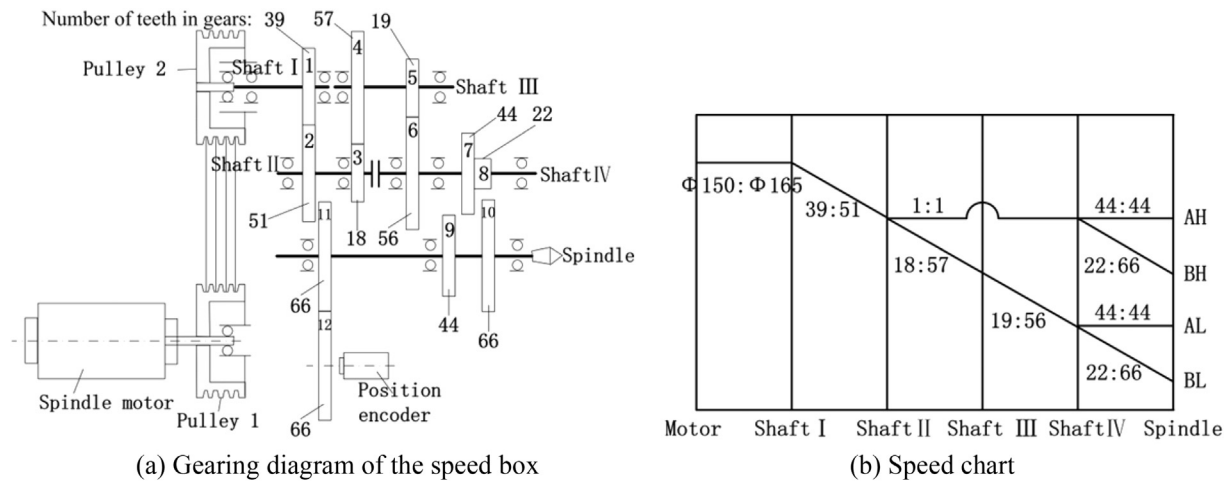 Number of teeth in gears: 39 57 19
Pulley 2
Shaft Ⅰ 1 4 5 Shaft Ⅲ
44 22
2 3 6 7 8
Shaft Ⅱ Shaft Ⅳ
51 11 18 56 9 10
Spindle
66 44 66
12
Spindle motor
Pulley 1
66
Position
encoder
(a) Gearing diagram of the speed box
Φ150:Φ165
39:51
1:1
44:44
AH
18:57
22:66
BH
19:56
44:44
AL
22:66
BL
Motor Shaft Ⅰ Shaft Ⅱ Shaft Ⅲ Shaft Ⅳ Spindle
(b) Speed chart